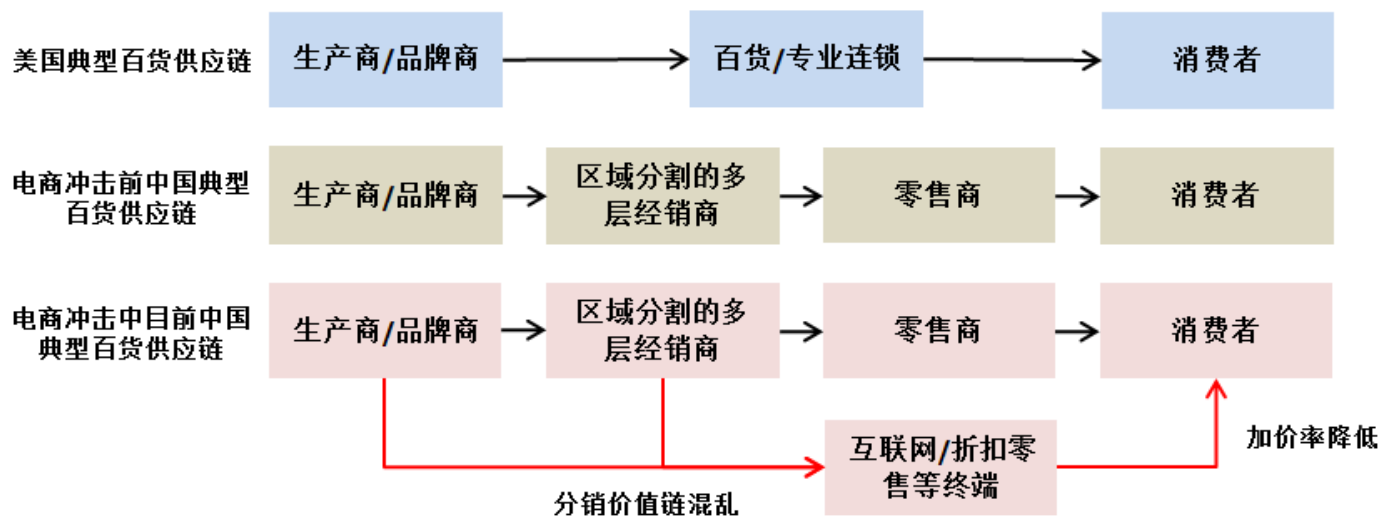 美国典型百货供应链
生产商/品牌商
百货/专业连锁
消费者
电商冲击前中国典型
百货供应链
生产商/品牌商
区域分割的多
层经销商
零售商
消费者
电商冲击中目前中国
典型百货供应链
生产商/品牌商
区域分割的多
层经销商
零售商
消费者
互联网/折扣零
售等终端
加价率降低
分销价值链混乱